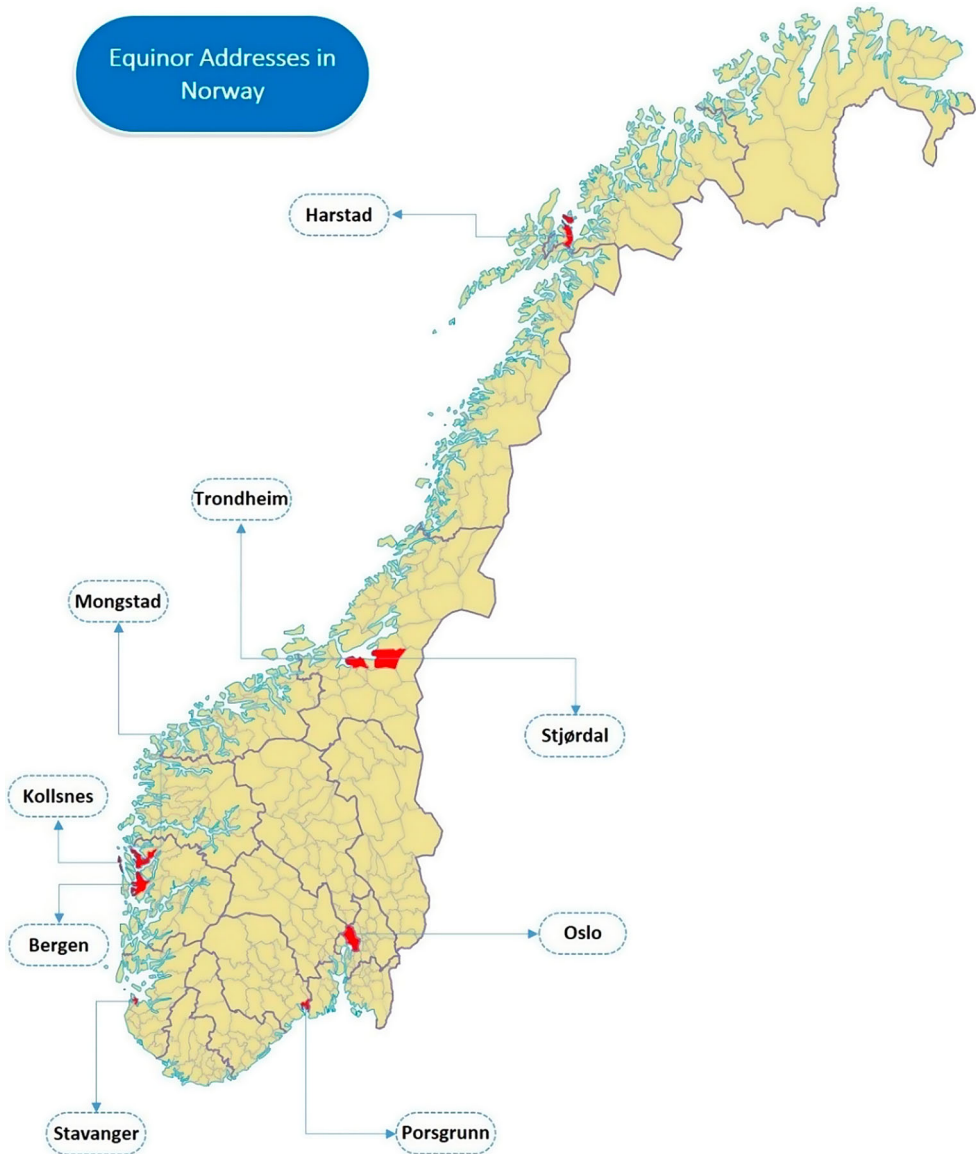 Equinor Addresses in
Norway
Harstad
Trondheim
Mongstad
Stjørdal
Kollsnes
Bergen
Oslo
Stavanger
Porsgrunn